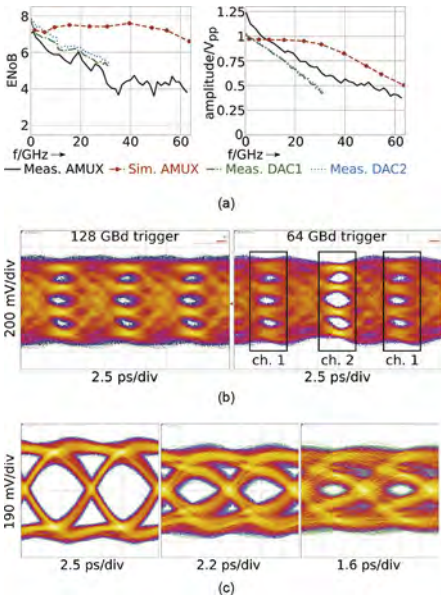 8
6
4
2
0
0
20
40
60
ENoB
f/GHz→
1.25
1
0.75
0.5
0.25
0
0
20
40
60
amplitude/Vpp
f/GHz→
Meas. AMUX
Sim. AMUX
Meas. DAC1
Meas. DAC2
(a)
200 mV/div
128 GBd trigger
64 GBd trigger
ch. 1
ch. 2
ch. 1
2.5 ps/div
2.5 ps/div
(b)
190 mV/div
2.5 ps/div
2.2 ps/div
1.6 ps/div
(c)